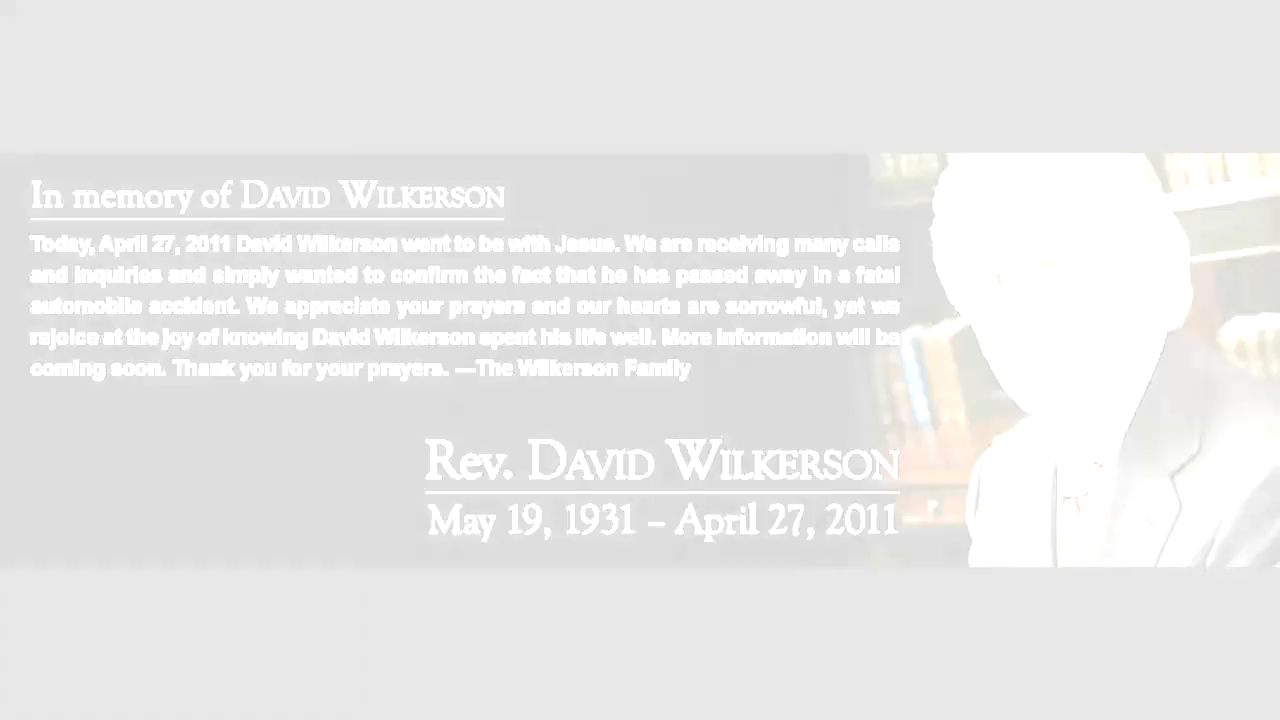 In memory of DAVID WILKERSON
Today, April 27, 2011 David Wilkerson went to be with Jesus. We are receiving many calls
and inquiries and simply wanted to confirm the fact that he has passed away in a fatal
automobile accident. We appreciate your prayers and our hearts are sorrowful, yet we
rejoice at the joy of knowing David Wilkerson spent his life well. More information will be
coming soon. Thank you for your prayers. —The Wilkerson Family
Rev. DAVID WILKERSON
May 19, 1931 – April 27, 2011